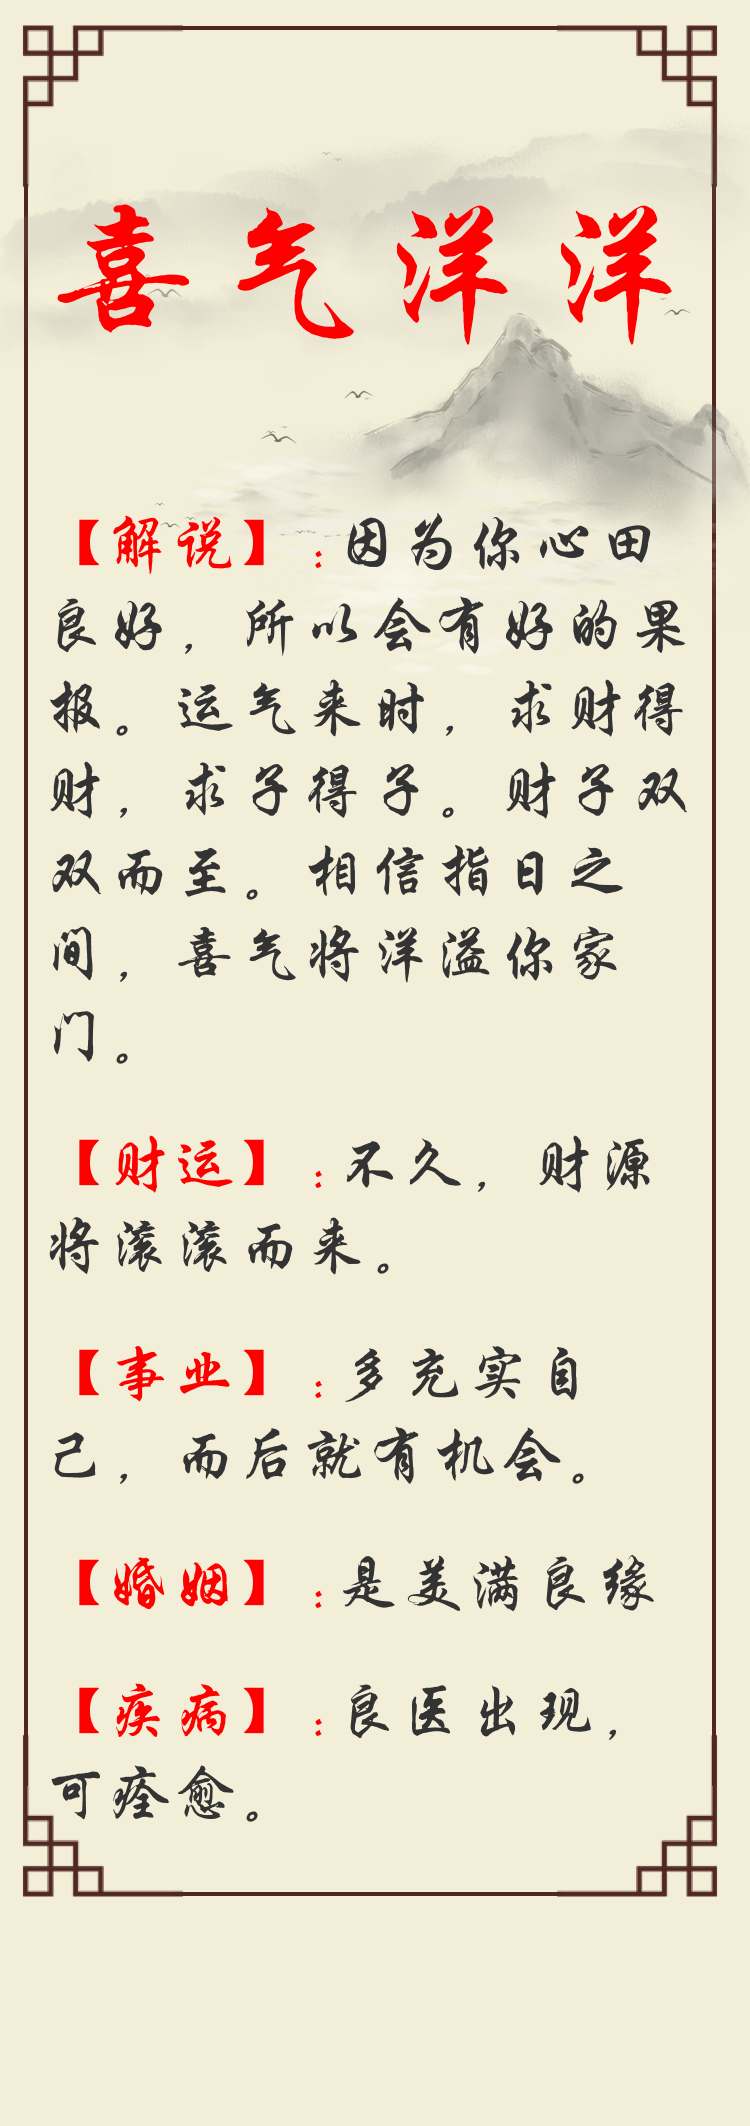 喜气洋洋
【解说】:因为你心田
良好，所以会有好的果
报。运气来时，求财得
财，求子得子。财子双
双而至。相信指日之
间，喜气将洋溢你家
门。
【财运】:不久，财源
将滚滚而来。
【事业】:多充实自
己，而后就有机会。
【婚姻】:是美满良缘
【疾病】:良医出现，
可痊愈。